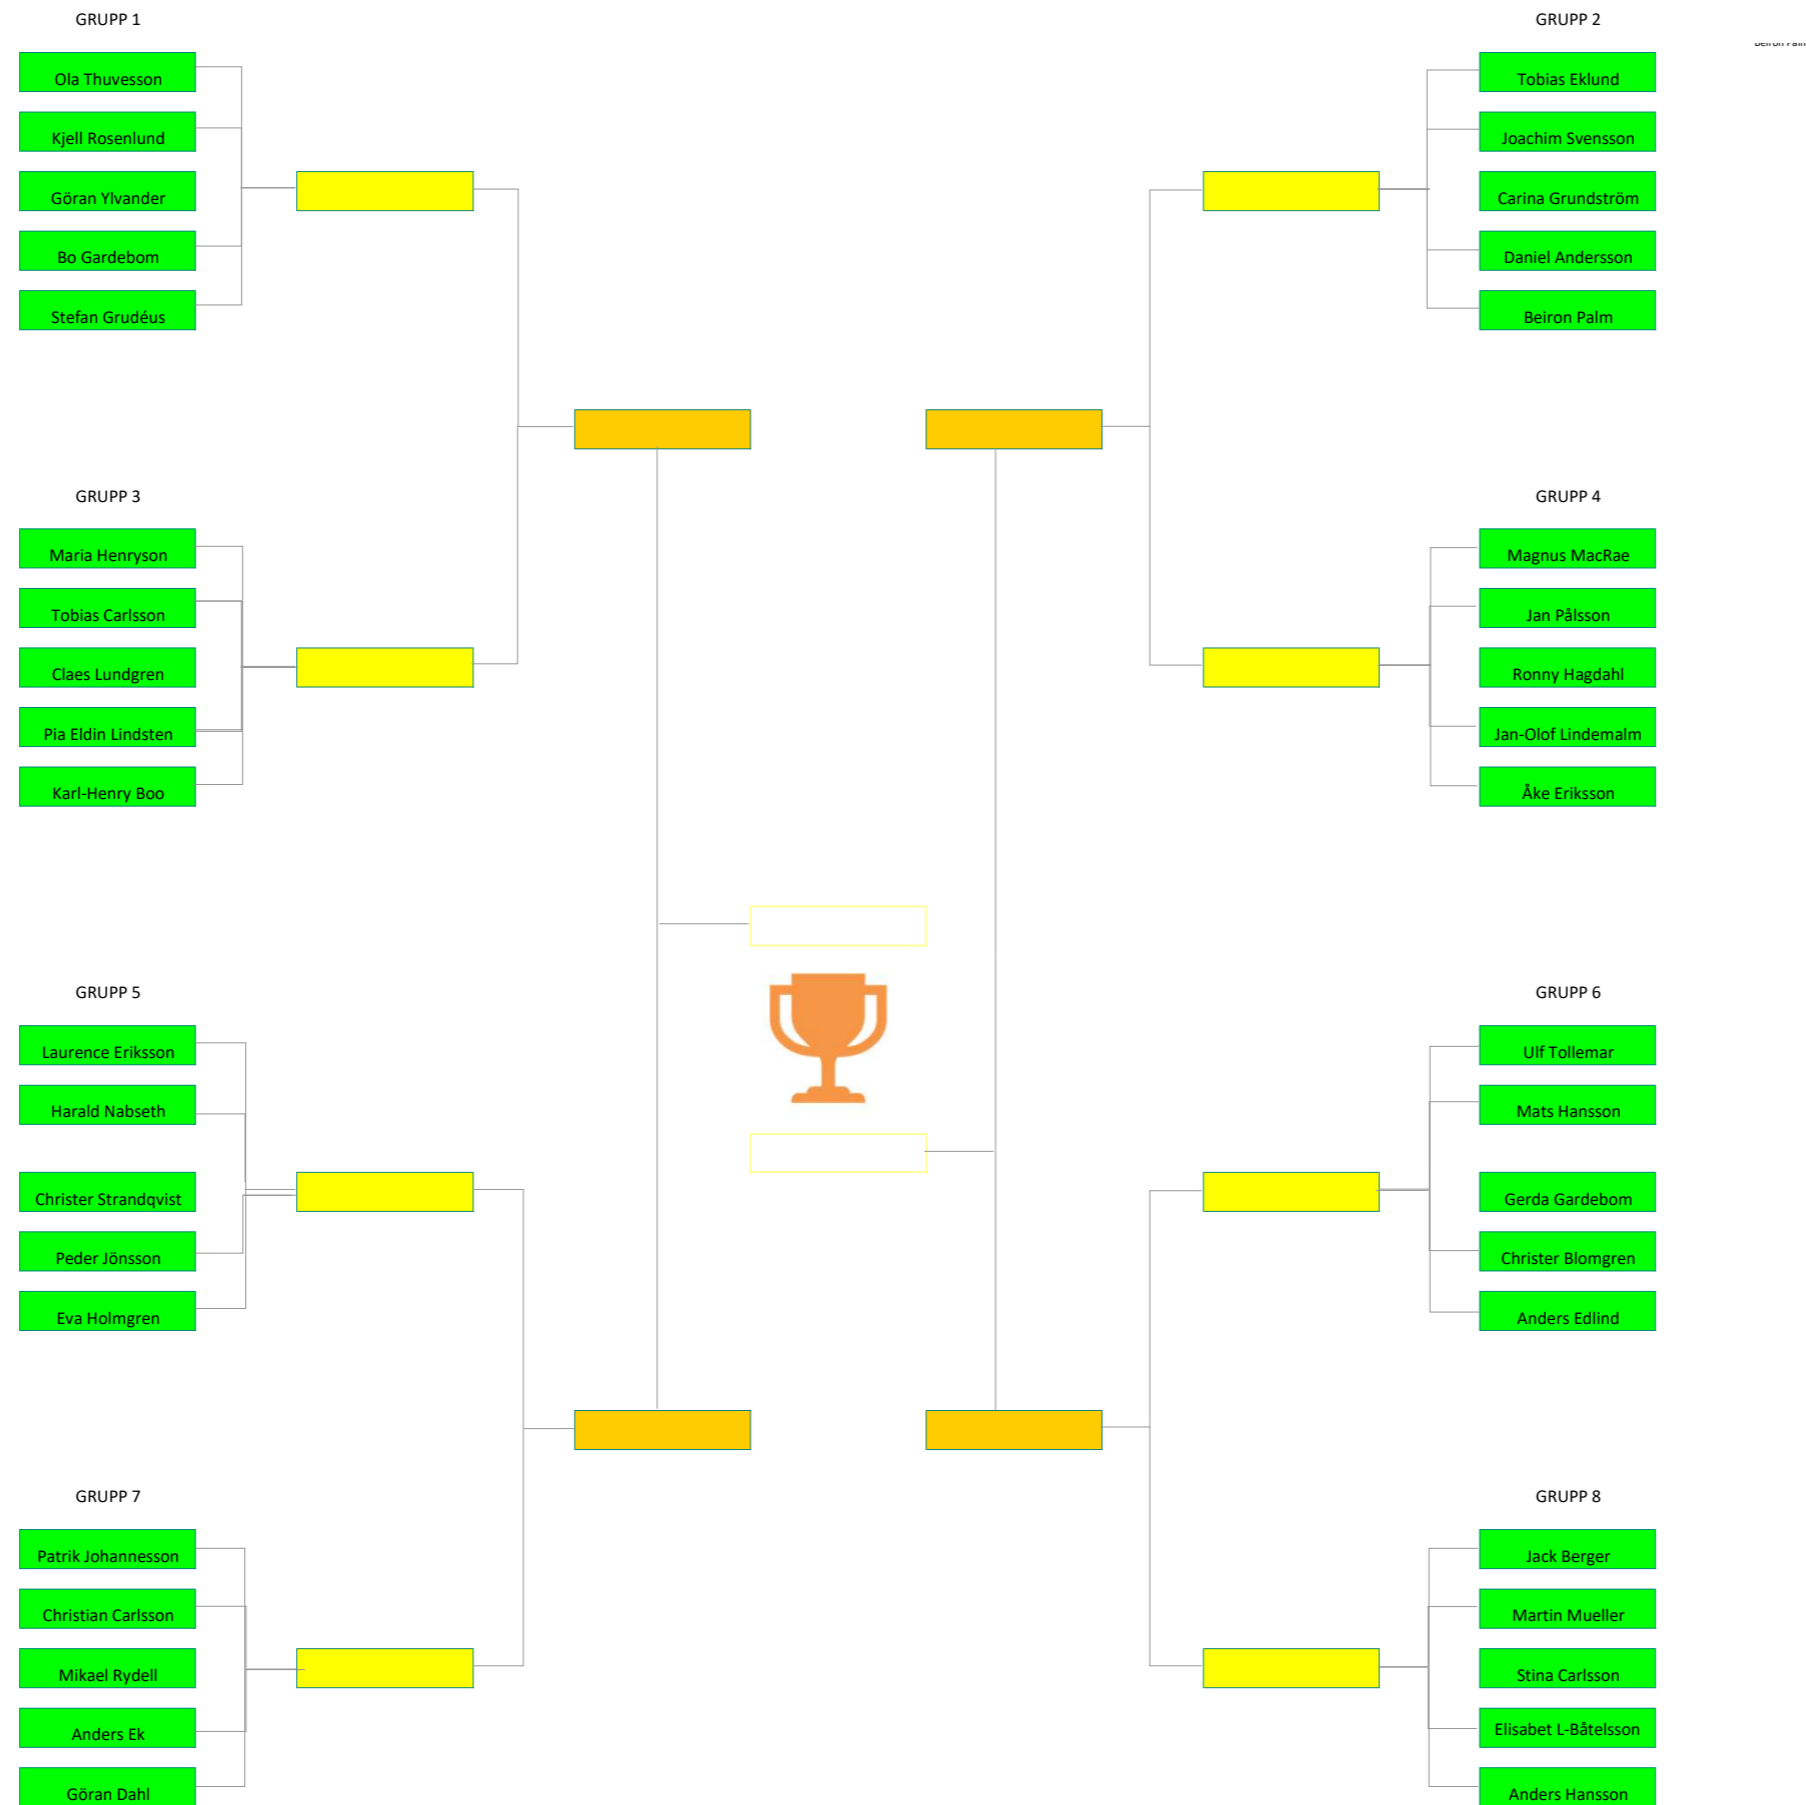 GRUPP 1
Ola Thuvesson
Kjell Rosenlund
Göran Ylvander
Bo Gardebom
Stefan Grudéus
GRUPP 2
Beiron Palm
Tobias Eklund
Joachim Svensson
Carina Grundström
Daniel Andersson
Beiron Palm
GRUPP 3
Maria Henryson
Tobias Carlsson
Claes Lundgren
Pia Eldin Lindsten
Karl-Henry Boo
GRUPP 4
Magnus MacRae
Jan Pålsson
Ronny Hagdahl
Jan-Olof Lindemalm
Åke Eriksson
GRUPP 5
Laurence Eriksson
Harald Nabseth
Christer Strandqvist
Peder Jönsson
Eva Holmgren
GRUPP 6
Ulf Tollemar
Mats Hansson
Gerda Gardebom
Christer Blomgren
Anders Edlind
GRUPP 7
Patrik Johannesson
Christian Carlsson
Mikael Rydell
Anders Ek
Göran Dahl
GRUPP 8
Jack Berger
Martin Mueller
Stina Carlsson
Elisabet L-Båtelsson
Anders Hansson